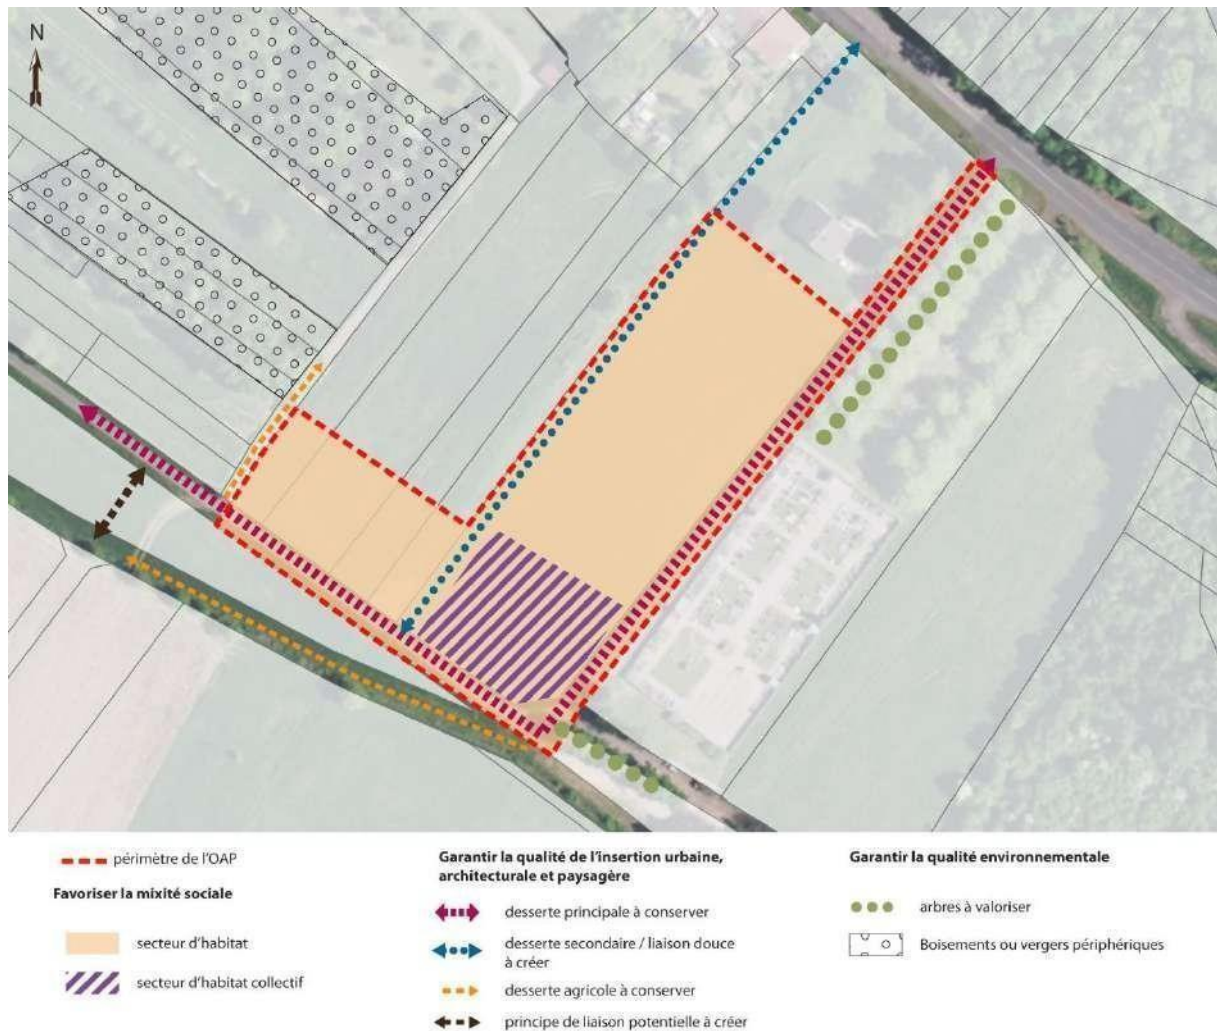 N
périmètre de l'OAP
Favoriser la mixité sociale
secteur d'habitat
secteur d'habitat collectif
Garantir la qualité de l'insertion urbaine,
architecturale et paysagère
desserte principale à conserver
desserte secondaire / liaison douce
à créer
desserte agricole à conserver
principe de liaison potentielle à créer
Garantir la qualité environnementale
arbres à valoriser
Boisements ou vergers périphériques